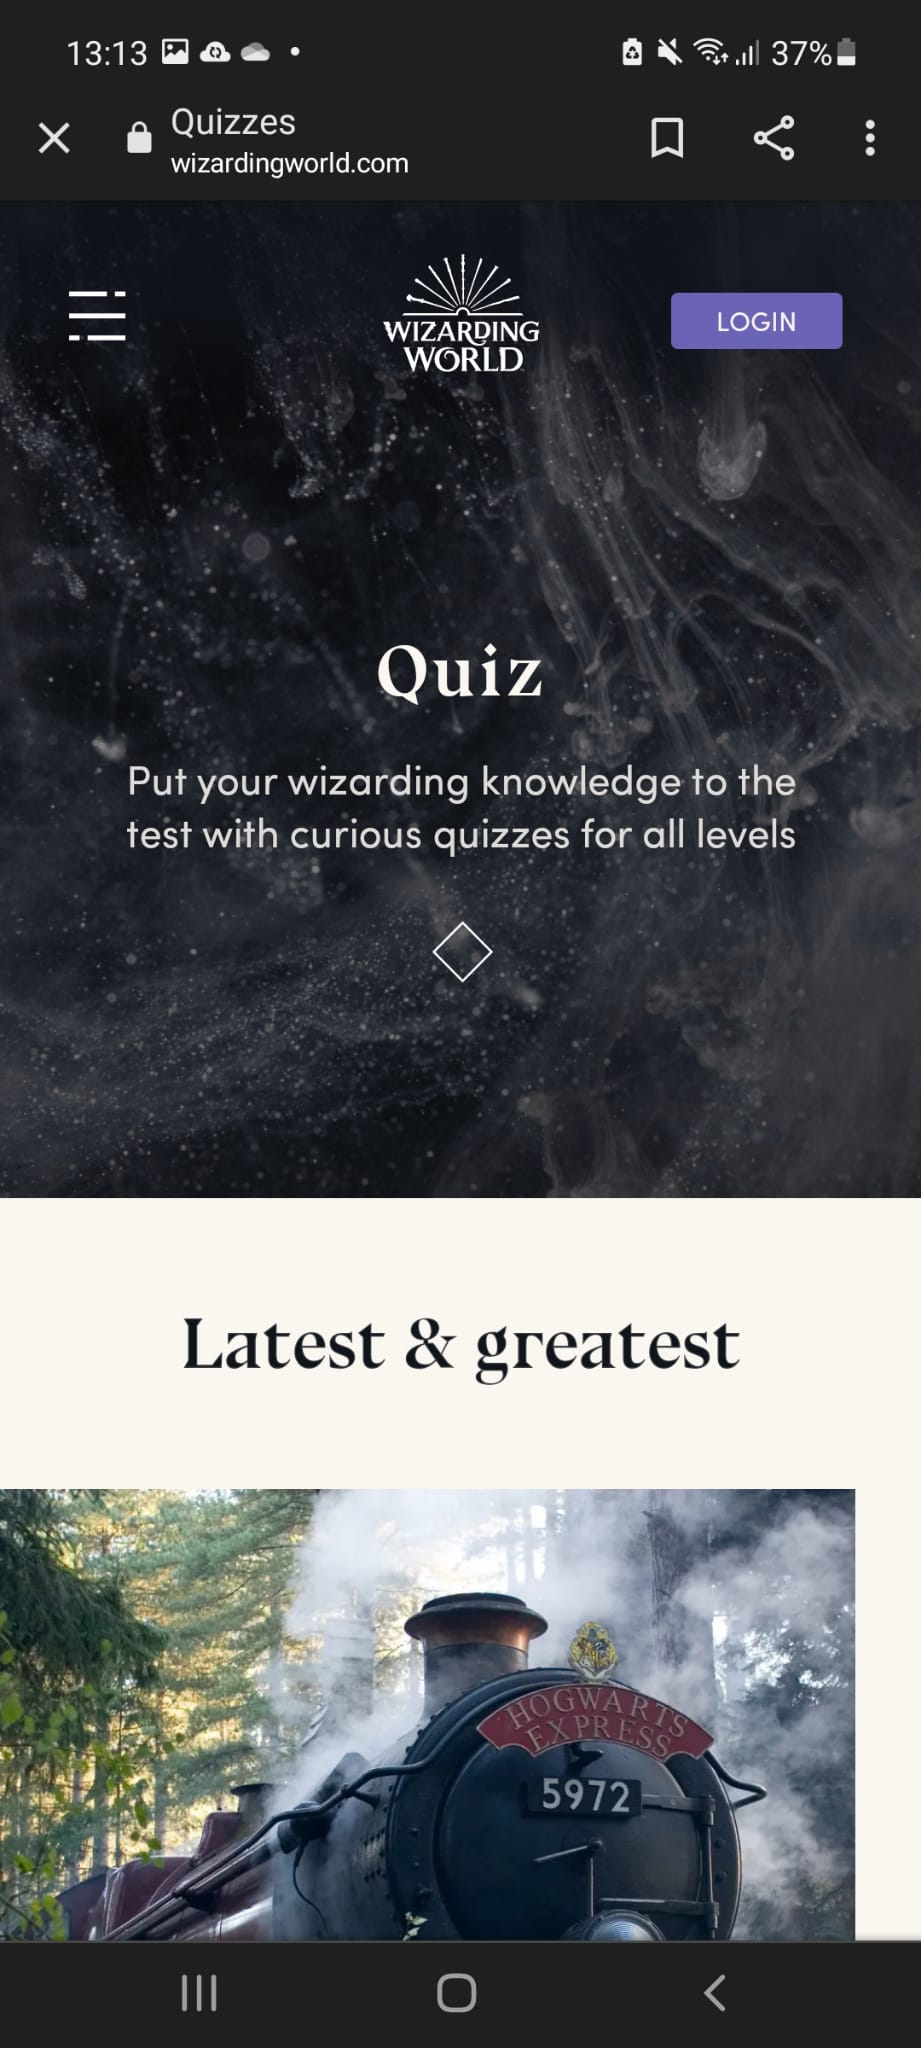 13:13
37%
Quizzes
wizardingworld.com
WIZARDING
WORLD
LOGIN
Quiz
Put your wizarding knowledge to the
test with curious quizzes for all levels
Latest & greatest
HOGWARTS
EXPRESS
5972